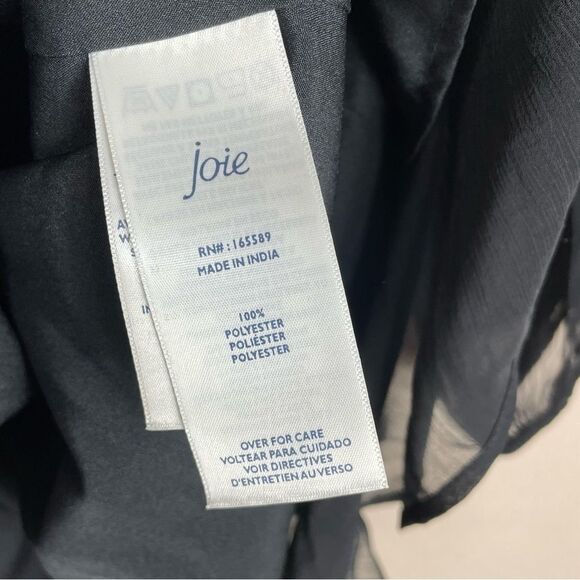 joie
RN# : 165589
MADE IN INDIA
100%
POLYESTER
POLIÉSTER
POLYESTER
OVER FOR CARE
VOLTEAR PARA CUIDADO
VOIR DIRECTIVES
D'ENTRETIEN AU VERSO